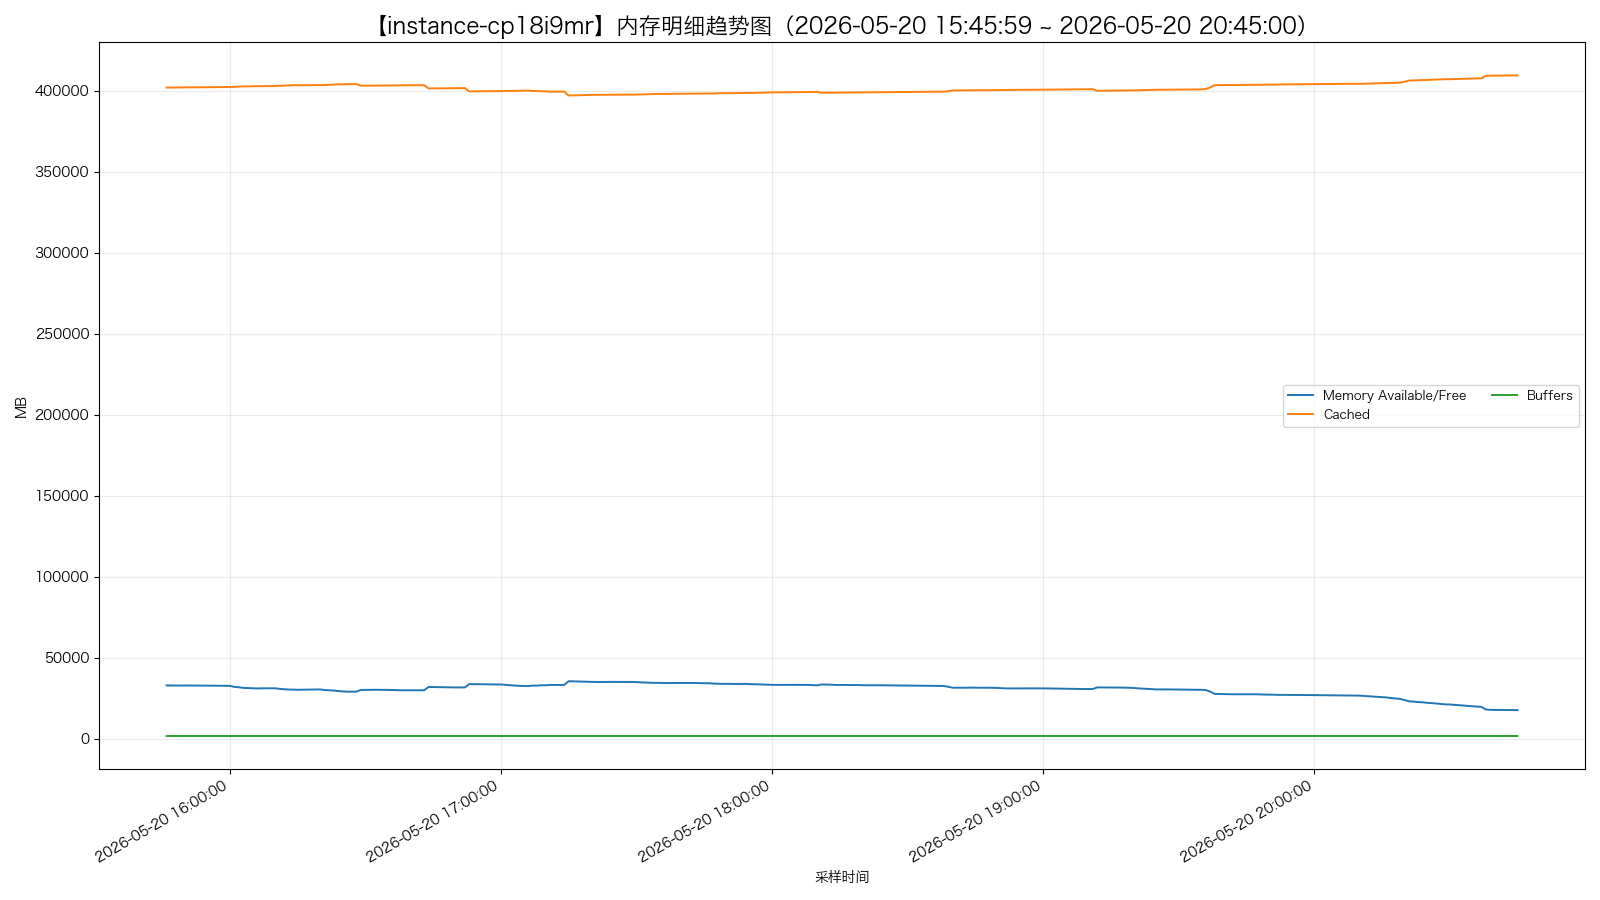 【instance-cp18i9mr】内存明细趋势图（2026-05-20 15:45:59 ~ 2026-05-20 20:45:00）
400000
350000
300000
250000
200000
150000
100000
50000
0
MB
Memory Available/Free
Cached
Buffers
2026-05-20 16:00:00
2026-05-20 17:00:00
2026-05-20 18:00:00
2026-05-20 19:00:00
2026-05-20 20:00:00
采样时间